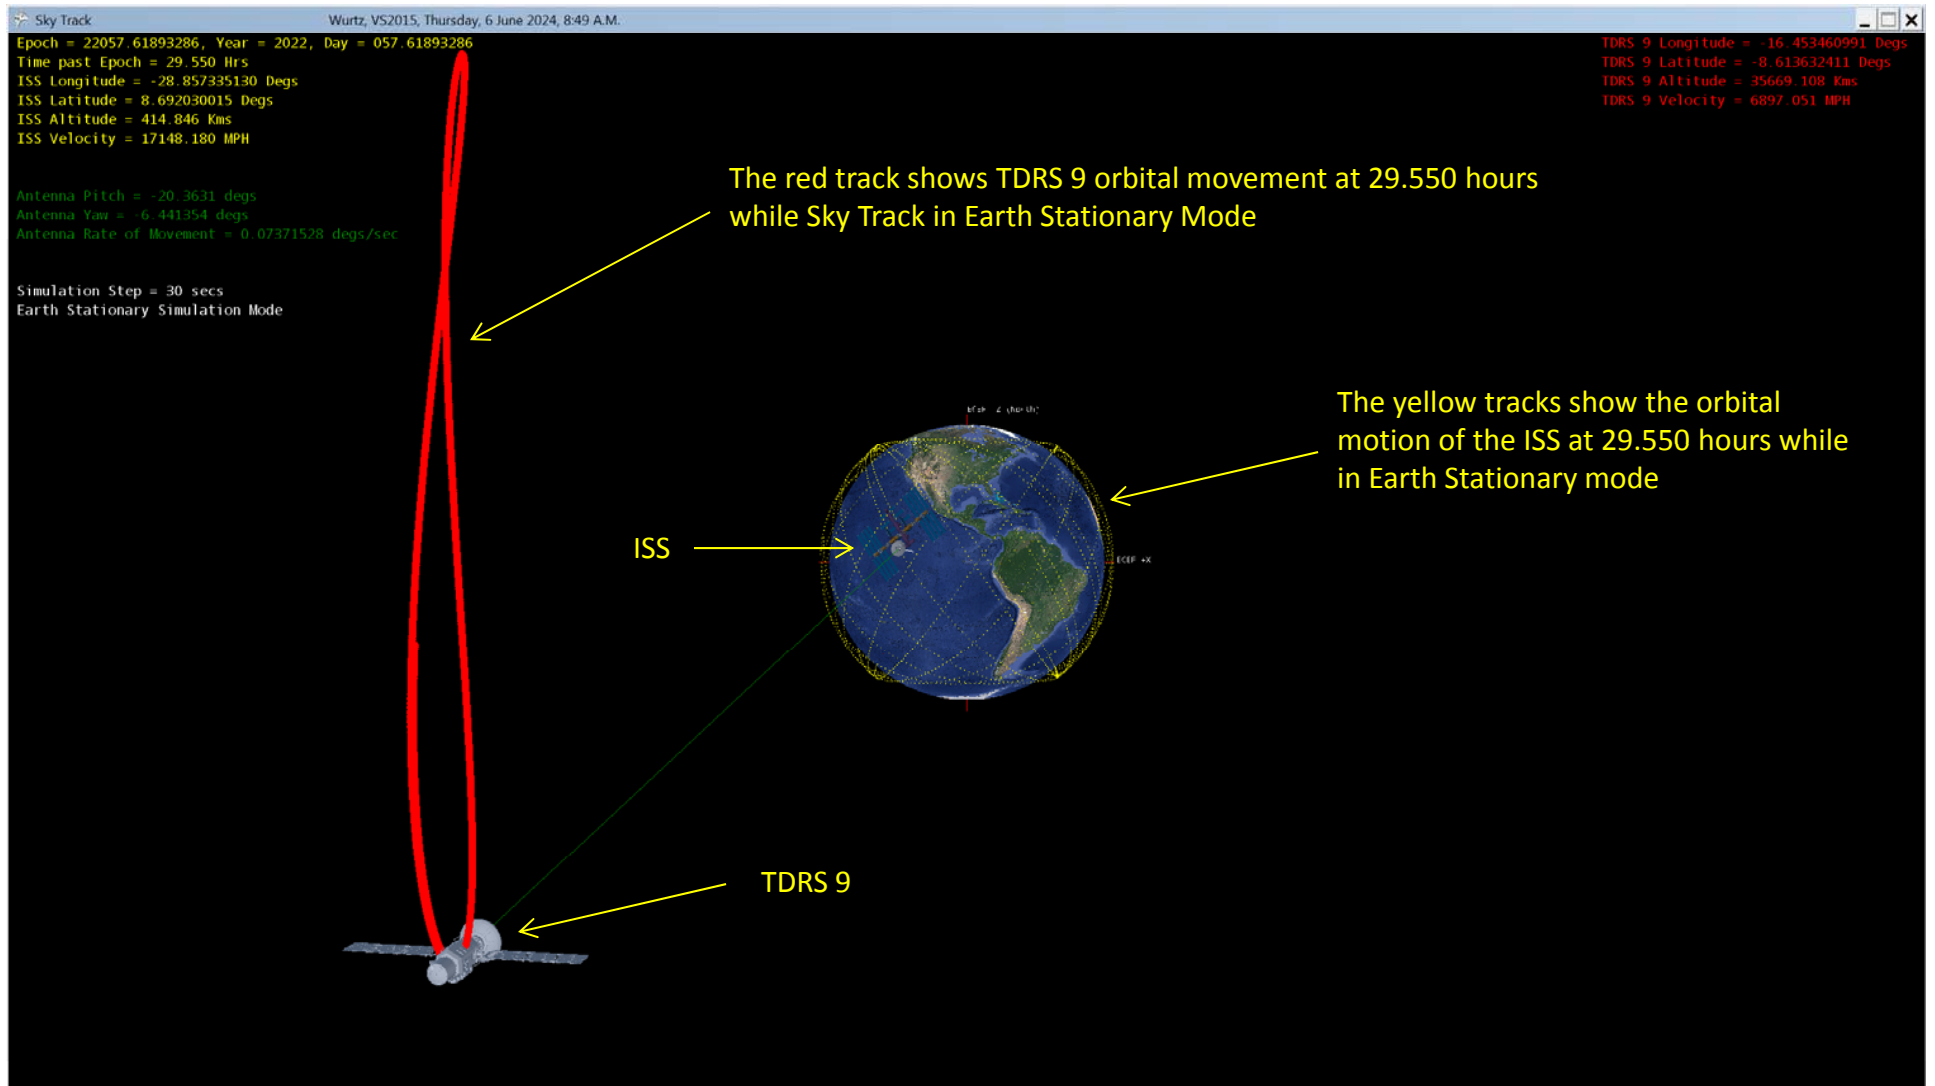 Sky Track
Wurtz, VS2015, Thursday, 6 June 2024, 8:49 A.M.
Epoch = 22057.61893286, Year = 2022, Day = 057.61893286
Time past Epoch = 29.550 Hrs
ISS Longitude = -28.857335130 Degs
ISS Latitude = 8.692030015 Degs
ISS Altitude = 414.846 Kms
ISS Velocity = 17148.180 MPH
TDRS 9 Longitude = -16.453460991 Degs
TDRS 9 Latitude = -8.613632411 Degs
TDRS 9 Altitude = 35669.108 Kms
TDRS 9 Velocity = 6897.051 MPH
Antenna Pitch = -20.3631 degs
Antenna Yaw = -6.441354 degs
Antenna Rate of Movement = 0.07371528 degs/sec
Simulation Step = 30 secs
Earth Stationary Simulation Mode
The red track shows TDRS 9 orbital movement at 29.550 hours
while Sky Track in Earth Stationary Mode
The yellow tracks show the orbital
motion of the ISS at 29.550 hours while
in Earth Stationary mode
ECEF Z (North)
ISS
ECEF +X
TDRS 9